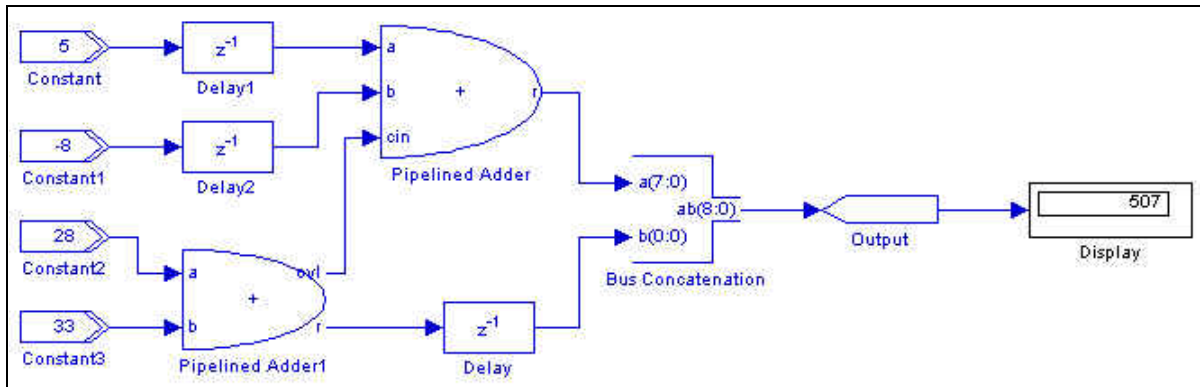 5
Constant
z-1
Delay1
a
b
cin
+
r
Pipelined Adder
-8
Constant1
z-1
Delay2
28
Constant2
33
Constant3
a
b
+
ovl
r
Pipelined Adder1
z-1
Delay
a(7:0)
ab(8:0)
b(0:0)
Bus Concatenation
Output
507
Display